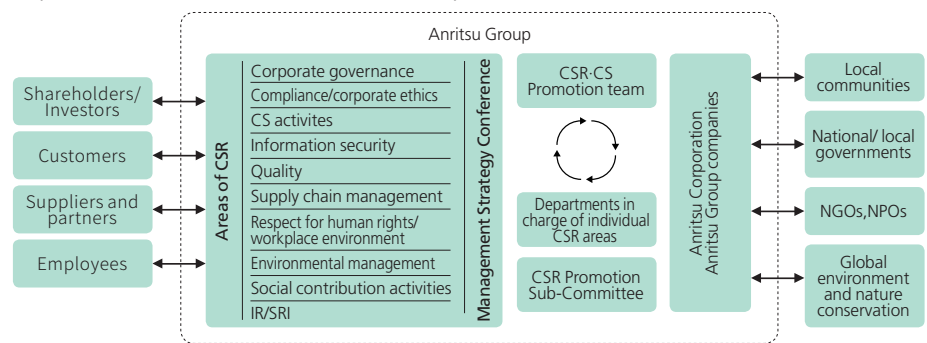 Anritsu Group
Shareholders/
Investors
Customers
Suppliers and
partners
Employees
Areas of CSR
Corporate governance
Compliance/corporate ethics
CS activites
Information security
Quality
Supply chain management
Respect for human rights/
workplace environment
Environmental management
Social contribution activities
IR/SRI
Management Strategy Conference
CSR·CS
Promotion team
Departments in
charge of individual
CSR areas
CSR Promotion
Sub-Committee
Anritsu Corporation
Anritsu Group companies
Local
communities
National/ local
governments
NGOs,NPOs
Global
environment
and nature
conservation